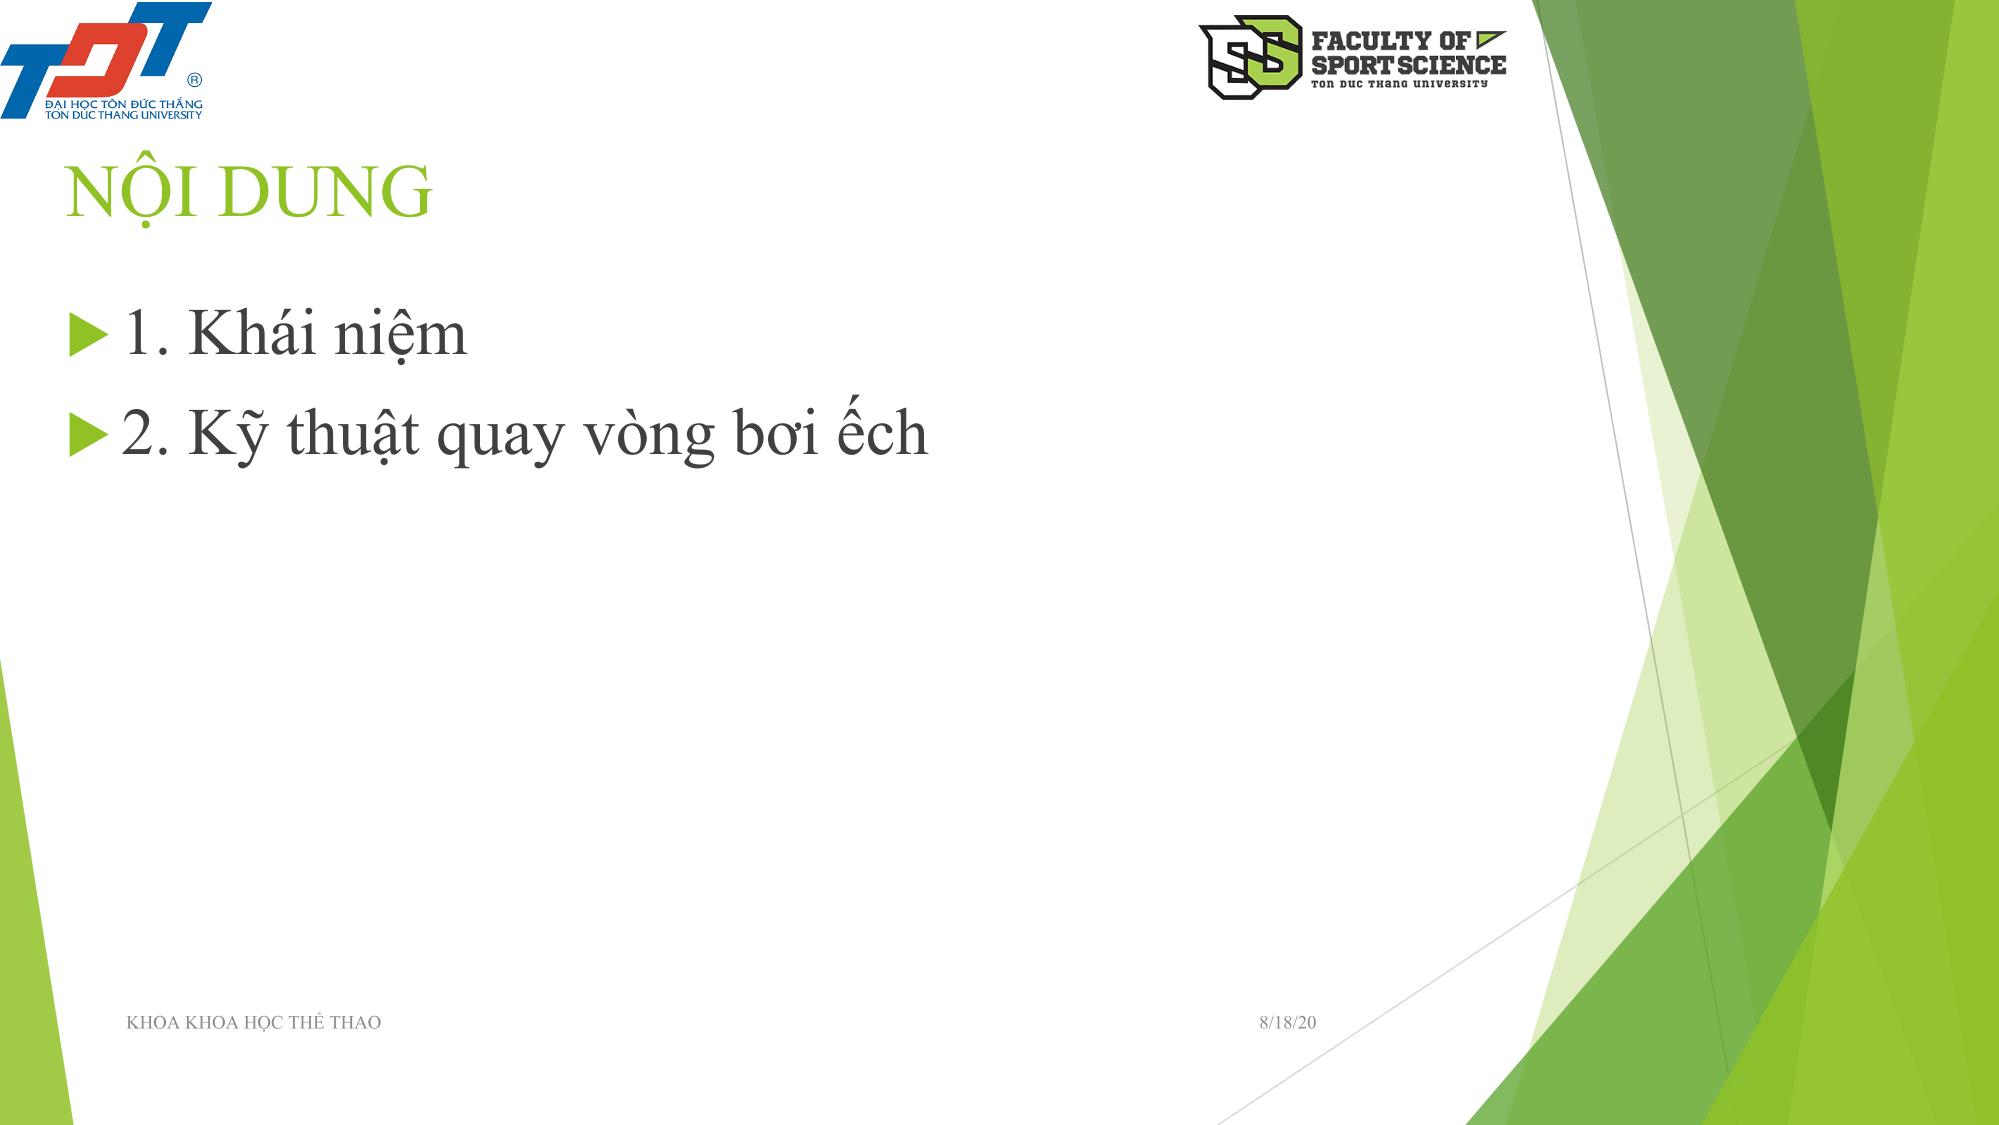 TDT
®
ĐẠI HỌC TÔN ĐỨC THẮNG
TON DUC THANG UNIVERSITY
SS
FACULTY OF
SPORT SCIENCE
TON DUC THANG UNIVERSITY
NỘI DUNG
1. Khái niệm
2. Kỹ thuật quay vòng bơi ếch
KHOA KHOA HỌC THỂ THAO
8/18/20